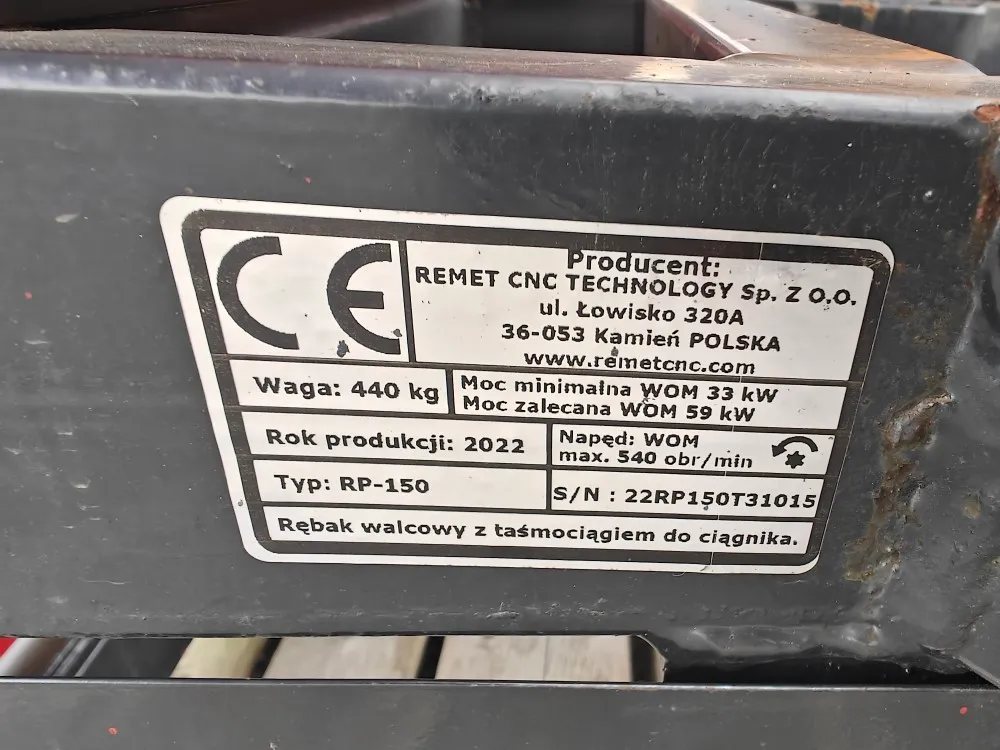 CE
Producent:
REMET CNC TECHNOLOGY Sp. Z O.O.
ul. Łowisko 320A
36-053 Kamień POLSKA
www.remetcnc.com
Waga: 440 kg
Moc minimalna WOM 33 kW
Moc zalecana WOM 59 kW
Rok produkcji: 2022
Napęd: WOM
max. 540 obr/min
Typ: RP-150
S/N : 22RP150T31015
Rębak walcowy z taśmociągiem do ciągnika.